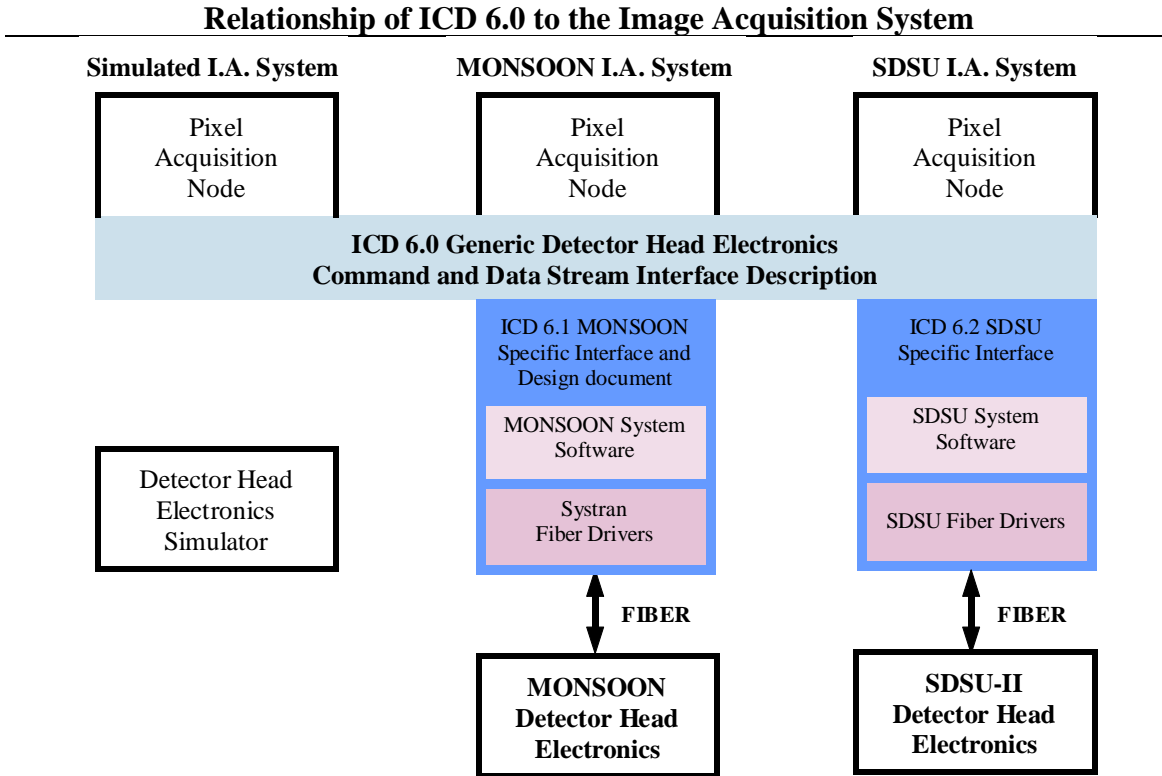 Relationship of ICD 6.0 to the Image Acquisition System
Simulated I.A. System
MONSOON I.A. System
SDSU I.A. System
Pixel
Acquisition
Node
Pixel
Acquisition
Node
Pixel
Acquisition
Node
ICD 6.0 Generic Detector Head Electronics
Command and Data Stream Interface Description
ICD 6.1 MONSOON
Specific Interface and
Design document
ICD 6.2 SDSU
Specific Interface
MONSOON System
Software
SDSU System
Software
Detector Head
Electronics
Simulator
Systran
Fiber Drivers
SDSU Fiber Drivers
FIBER
FIBER
MONSOON
Detector Head
Electronics
SDSU-II
Detector Head
Electronics